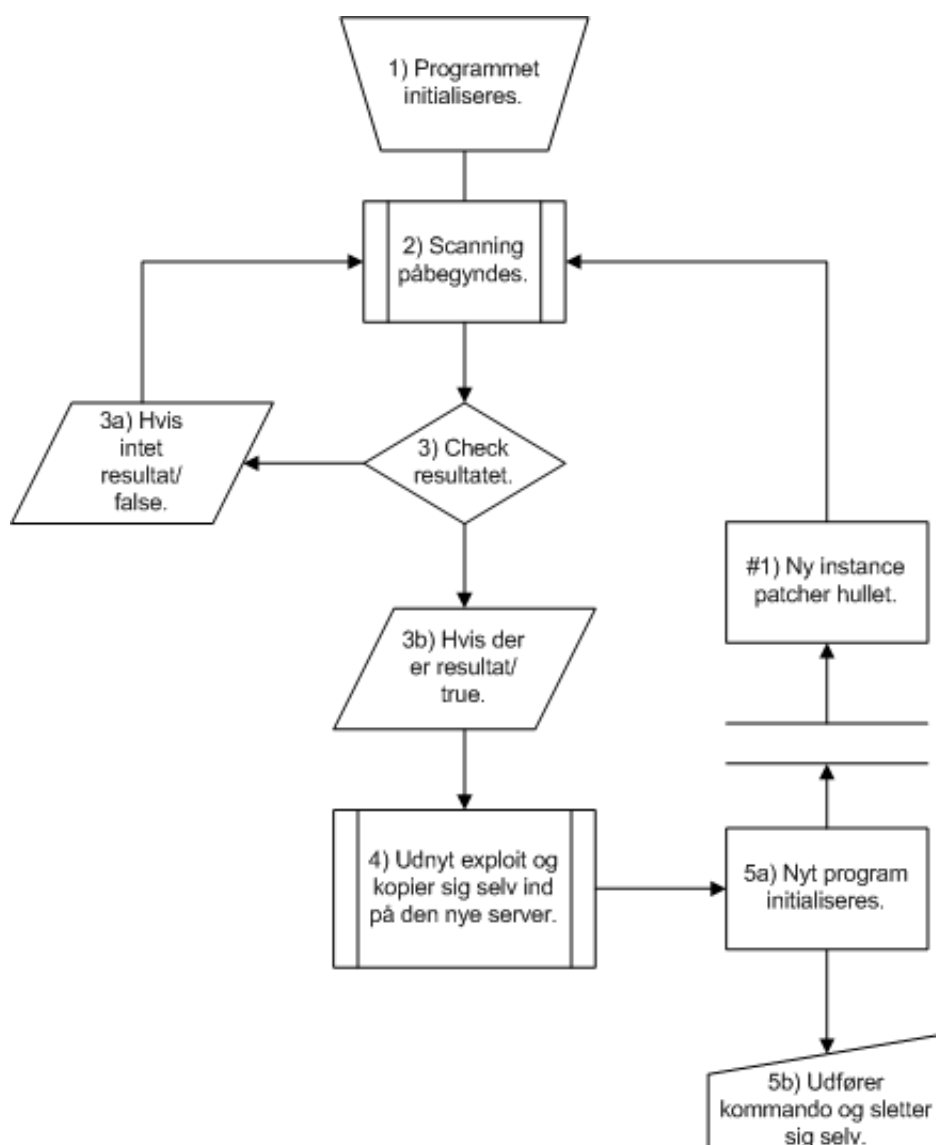 1) Programmet
initialiseres.
2) Scanning
påbegyndes.
3a) Hvis
intet
resultat/
false.
3) Check
resultatet.
#1) Ny instance
patcher hullet.
3b) Hvis der
er resultat/
true.
4) Udnyt exploit og
kopier sig selv ind
på den nye server.
5a) Nyt program
initialiseres.
5b) Udfører
kommando og sletter
sig selv.